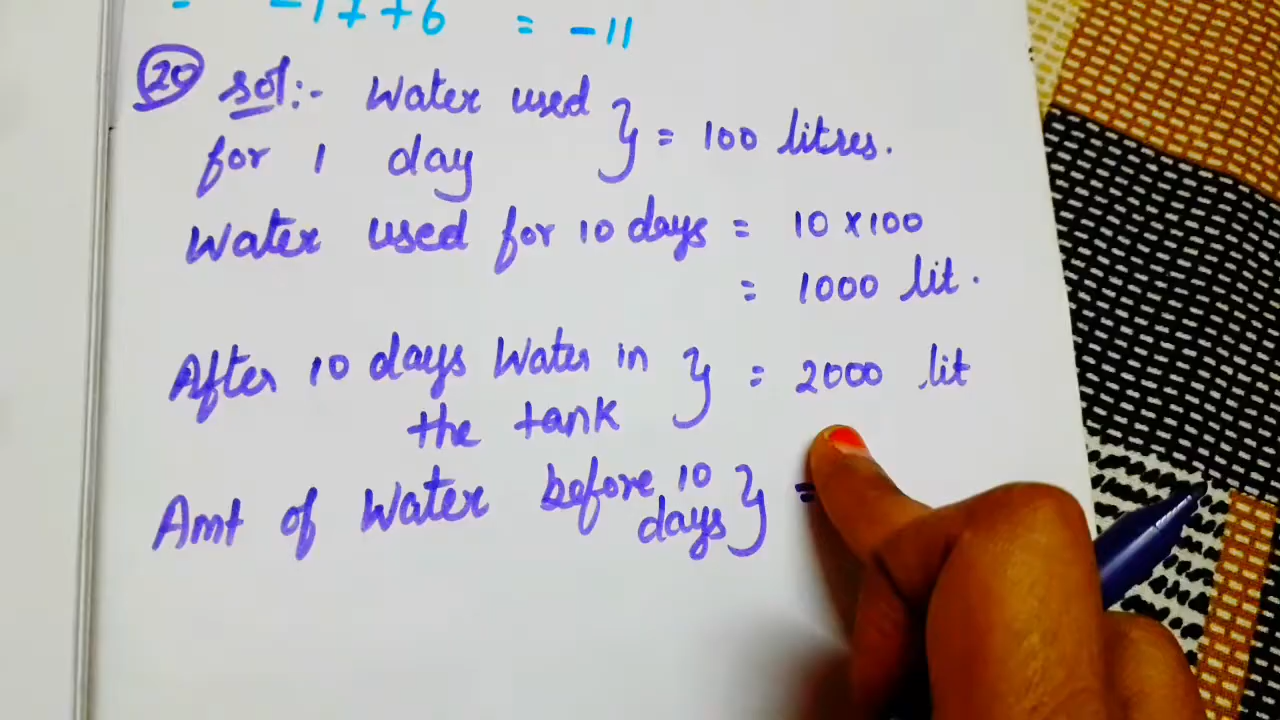 = -17 + 6 = -11
20 Sol:- Water used
for 1 day } = 100 litres.
Water used for 10 days = 10 x 100
= 1000 lit.
After 10 days Water in
the tank } = 2000 lit
Amt of Water before 10
days } =